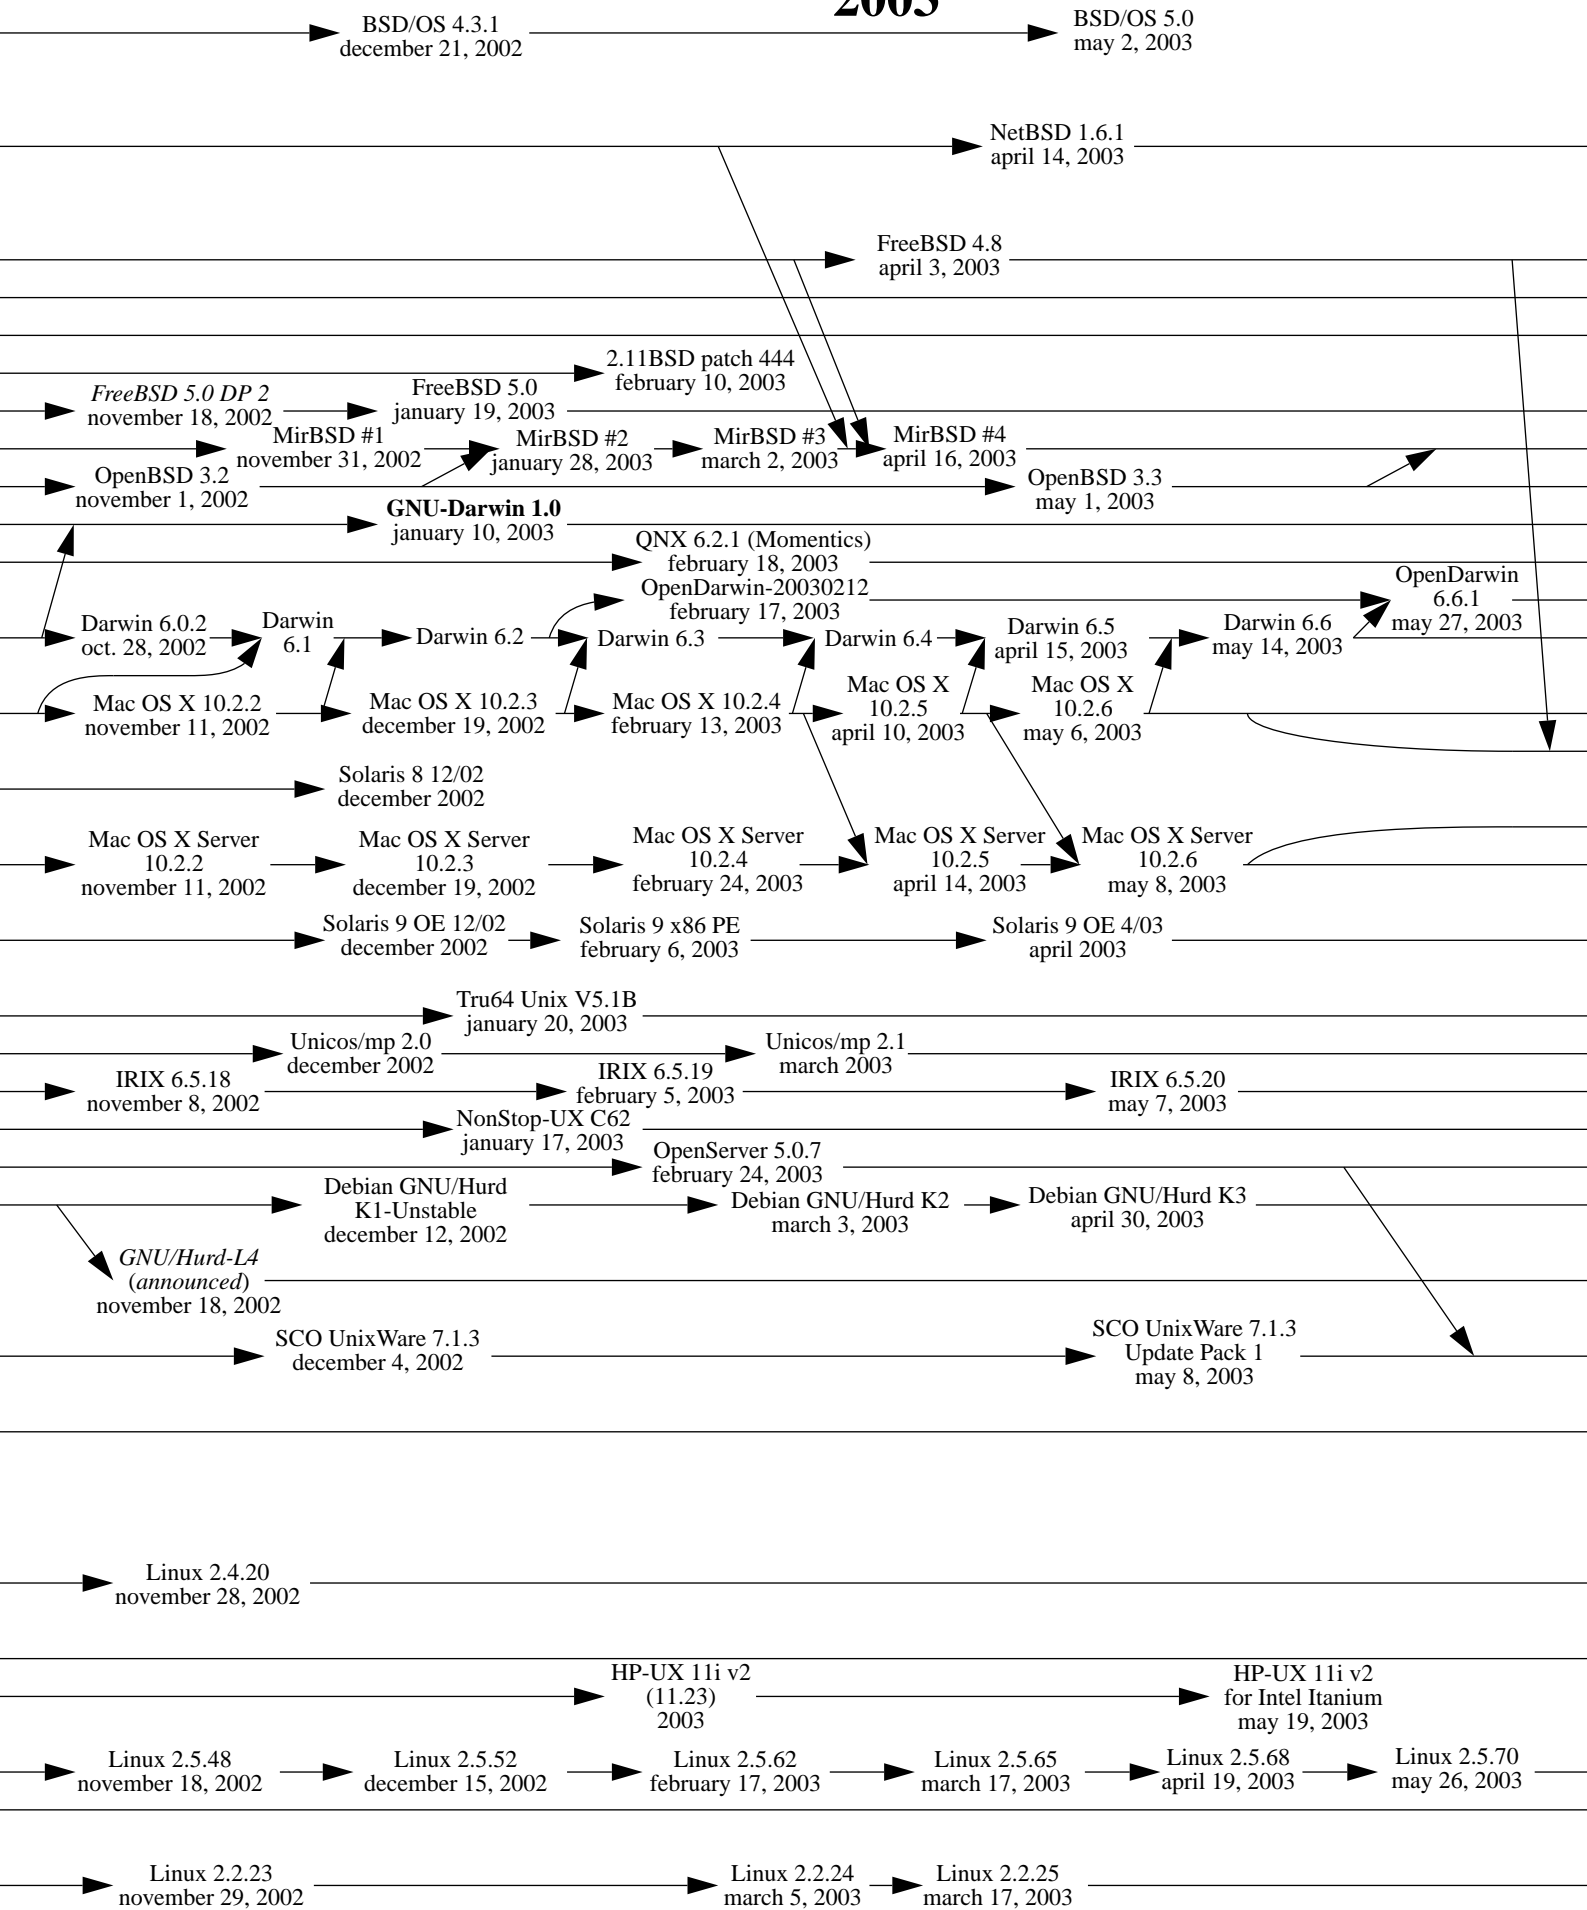 2003
BSD/OS 4.3.1
december 21, 2002
BSD/OS 5.0
may 2, 2003
NetBSD 1.6.1
april 14, 2003
FreeBSD 4.8
april 3, 2003
2.11BSD patch 444
february 10, 2003
FreeBSD 5.0 DP 2
november 18, 2002
FreeBSD 5.0
january 19, 2003
MirBSD #1
november 31, 2002
MirBSD #2
january 28, 2003
MirBSD #3
march 2, 2003
MirBSD #4
april 16, 2003
OpenBSD 3.2
november 1, 2002
OpenBSD 3.3
may 1, 2003
GNU-Darwin 1.0
january 10, 2003
QNX 6.2.1 (Momentics)
february 18, 2003
OpenDarwin-20030212
february 17, 2003
OpenDarwin
6.6.1
may 27, 2003
Darwin 6.0.2
oct. 28, 2002
Darwin
6.1
Darwin 6.2
Darwin 6.3
Darwin 6.4
Darwin 6.5
april 15, 2003
Darwin 6.6
may 14, 2003
Mac OS X 10.2.2
november 11, 2002
Mac OS X 10.2.3
december 19, 2002
Mac OS X 10.2.4
february 13, 2003
Mac OS X
10.2.5
april 10, 2003
Mac OS X
10.2.6
may 6, 2003
Solaris 8 12/02
december 2002
Mac OS X Server
10.2.2
november 11, 2002
Mac OS X Server
10.2.3
december 19, 2002
Mac OS X Server
10.2.4
february 24, 2003
Mac OS X Server
10.2.5
april 14, 2003
Mac OS X Server
10.2.6
may 8, 2003
Solaris 9 OE 12/02
december 2002
Solaris 9 x86 PE
february 6, 2003
Solaris 9 OE 4/03
april 2003
Tru64 Unix V5.1B
january 20, 2003
Unicos/mp 2.0
december 2002
Unicos/mp 2.1
march 2003
IRIX 6.5.18
november 8, 2002
IRIX 6.5.19
february 5, 2003
IRIX 6.5.20
may 7, 2003
NonStop-UX C62
january 17, 2003
OpenServer 5.0.7
february 24, 2003
Debian GNU/Hurd
K1-Unstable
december 12, 2002
Debian GNU/Hurd K2
march 3, 2003
Debian GNU/Hurd K3
april 30, 2003
GNU/Hurd-L4
(announced)
november 18, 2002
SCO UnixWare 7.1.3
december 4, 2002
SCO UnixWare 7.1.3
Update Pack 1
may 8, 2003
Linux 2.4.20
november 28, 2002
HP-UX 11i v2
(11.23)
2003
HP-UX 11i v2
for Intel Itanium
may 19, 2003
Linux 2.5.48
november 18, 2002
Linux 2.5.52
december 15, 2002
Linux 2.5.62
february 17, 2003
Linux 2.5.65
march 17, 2003
Linux 2.5.68
april 19, 2003
Linux 2.5.70
may 26, 2003
Linux 2.2.23
november 29, 2002
Linux 2.2.24
march 5, 2003
Linux 2.2.25
march 17, 2003